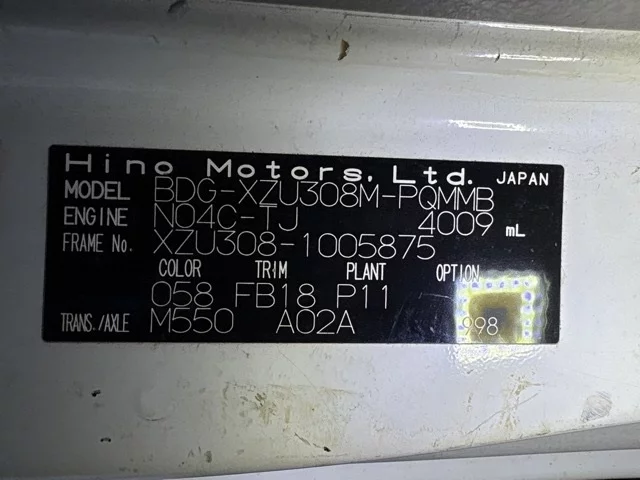 Hino Motors, Ltd. JAPAN
MODEL BDG-XZU308M-PQMMB
ENGINE N04C-TJ 4009 mL
FRAME No. XZU308-1005875
COLOR TRIM PLANT OPTION
058 FB18 P11
TRANS./AXLE M550 A02A 998